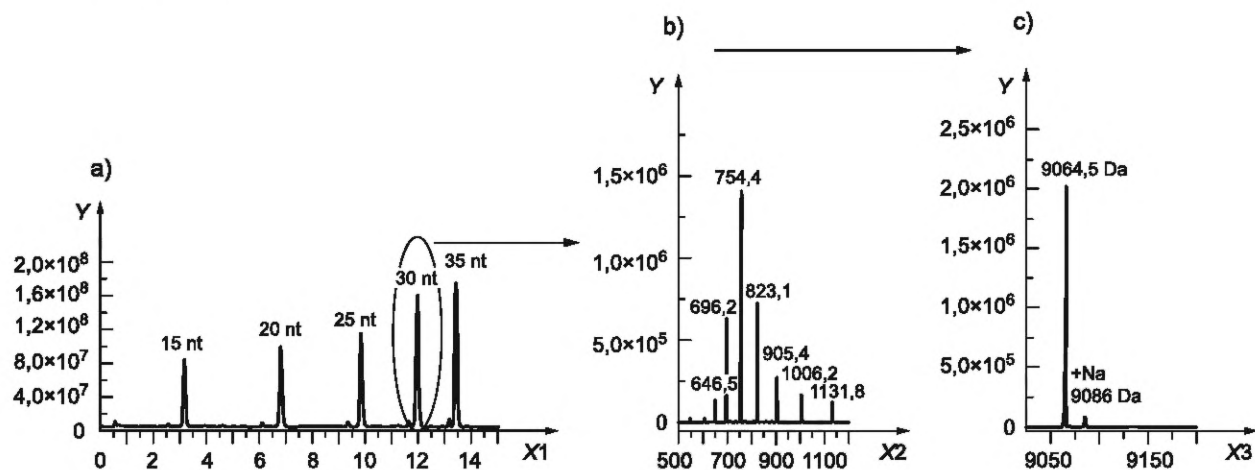 a)
Y
2,0×10⁸
1,6×10⁸
1,2×10⁸
8,0×10⁷
4,0×10⁷
0
15 nt
20 nt
25 nt
30 nt
35 nt
0 2 4 6 8 10 12 14 X1
b)
Y
1,5×10⁶
1,0×10⁶
5,0×10⁵
0
754,4
823,1
696,2
905,4
1006,2
646,5
1131,8
500 700 900 1100 X2
c)
Y
2,5×10⁶
2,0×10⁶
1,5×10⁶
1,0×10⁶
5,0×10⁵
0
9064,5 Da
+Na
9086 Da
9050 9150 X3